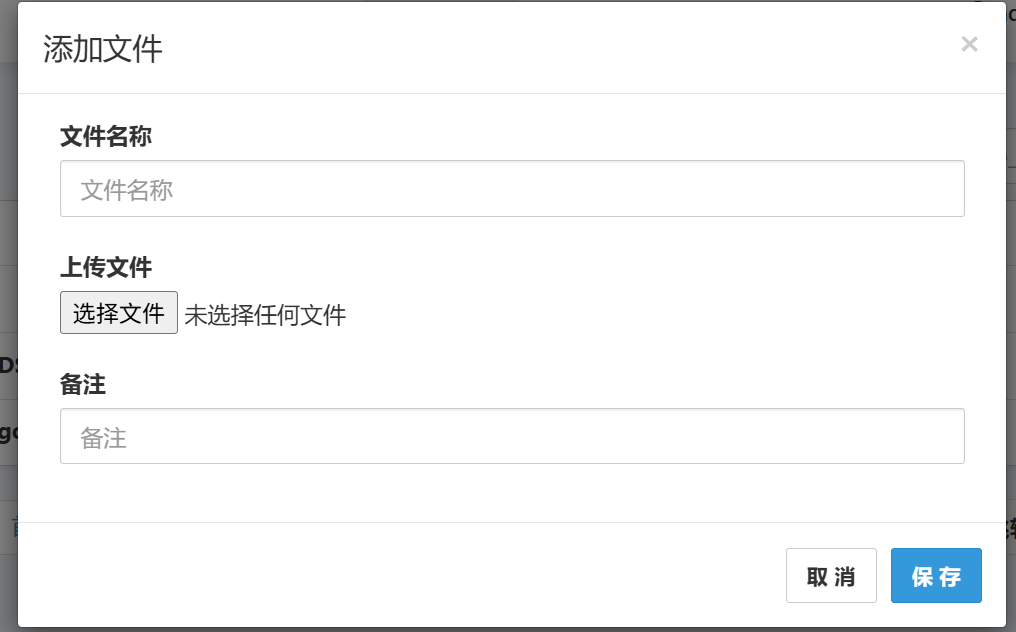 添加文件
×
文件名称
文件名称
上传文件
选择文件 未选择任何文件
备注
备注
取 消 保 存